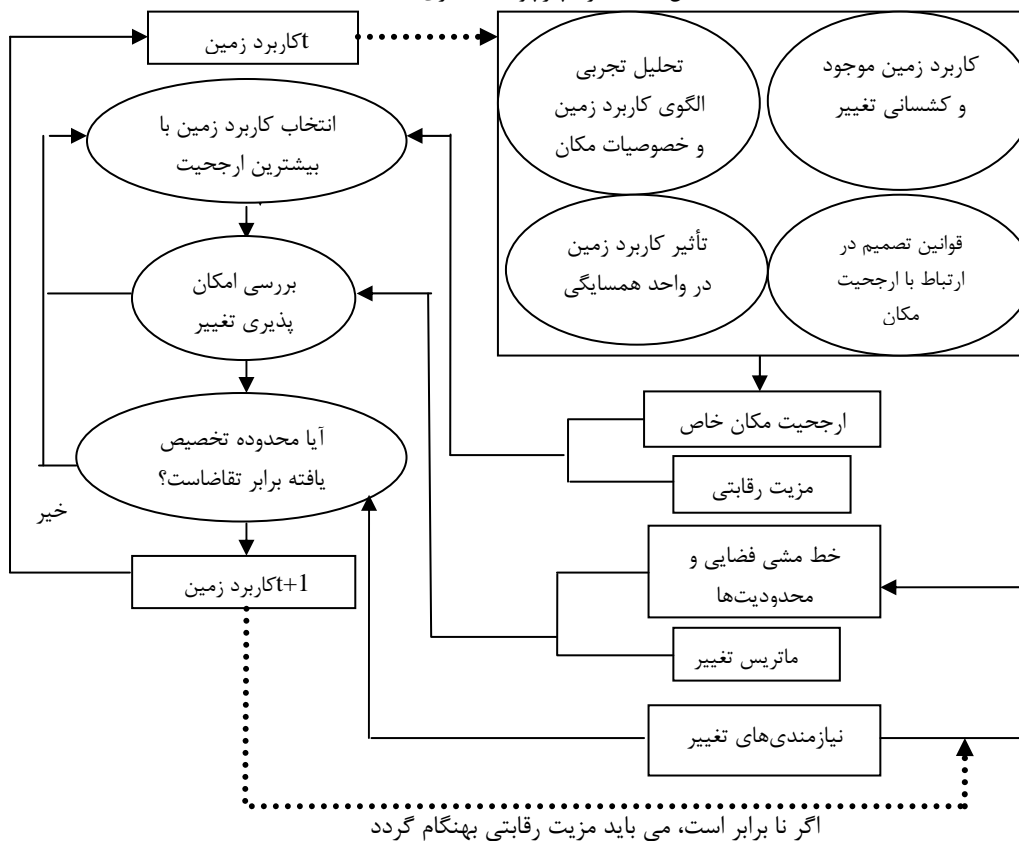 کاربرد زمینt
کاربرد زمین موجود
و کشسانی تغییر
تحلیل تجربی
الگوی کاربرد زمین
و خصوصیات مکان
انتخاب کاربرد زمین با
بیشترین ارجحیت
قوانین تصمیم در
ارتباط با ارجحیت
مکان
تأثیر کاربرد زمین
در واحد همسایگی
بررسی امکان
پذیری تغییر
ارجحیت مکان خاص
مزیت رقابتی
آیا محدوده تخصیص
یافته برابر تقاضاست؟
خیر
خط مشی فضایی و
محدودیت‌ها
کاربرد زمینt+1
ماتریس تغییر
نیازمندی‌های تغییر
اگر نا برابر است، می باید مزیت رقابتی بهنگام گردد